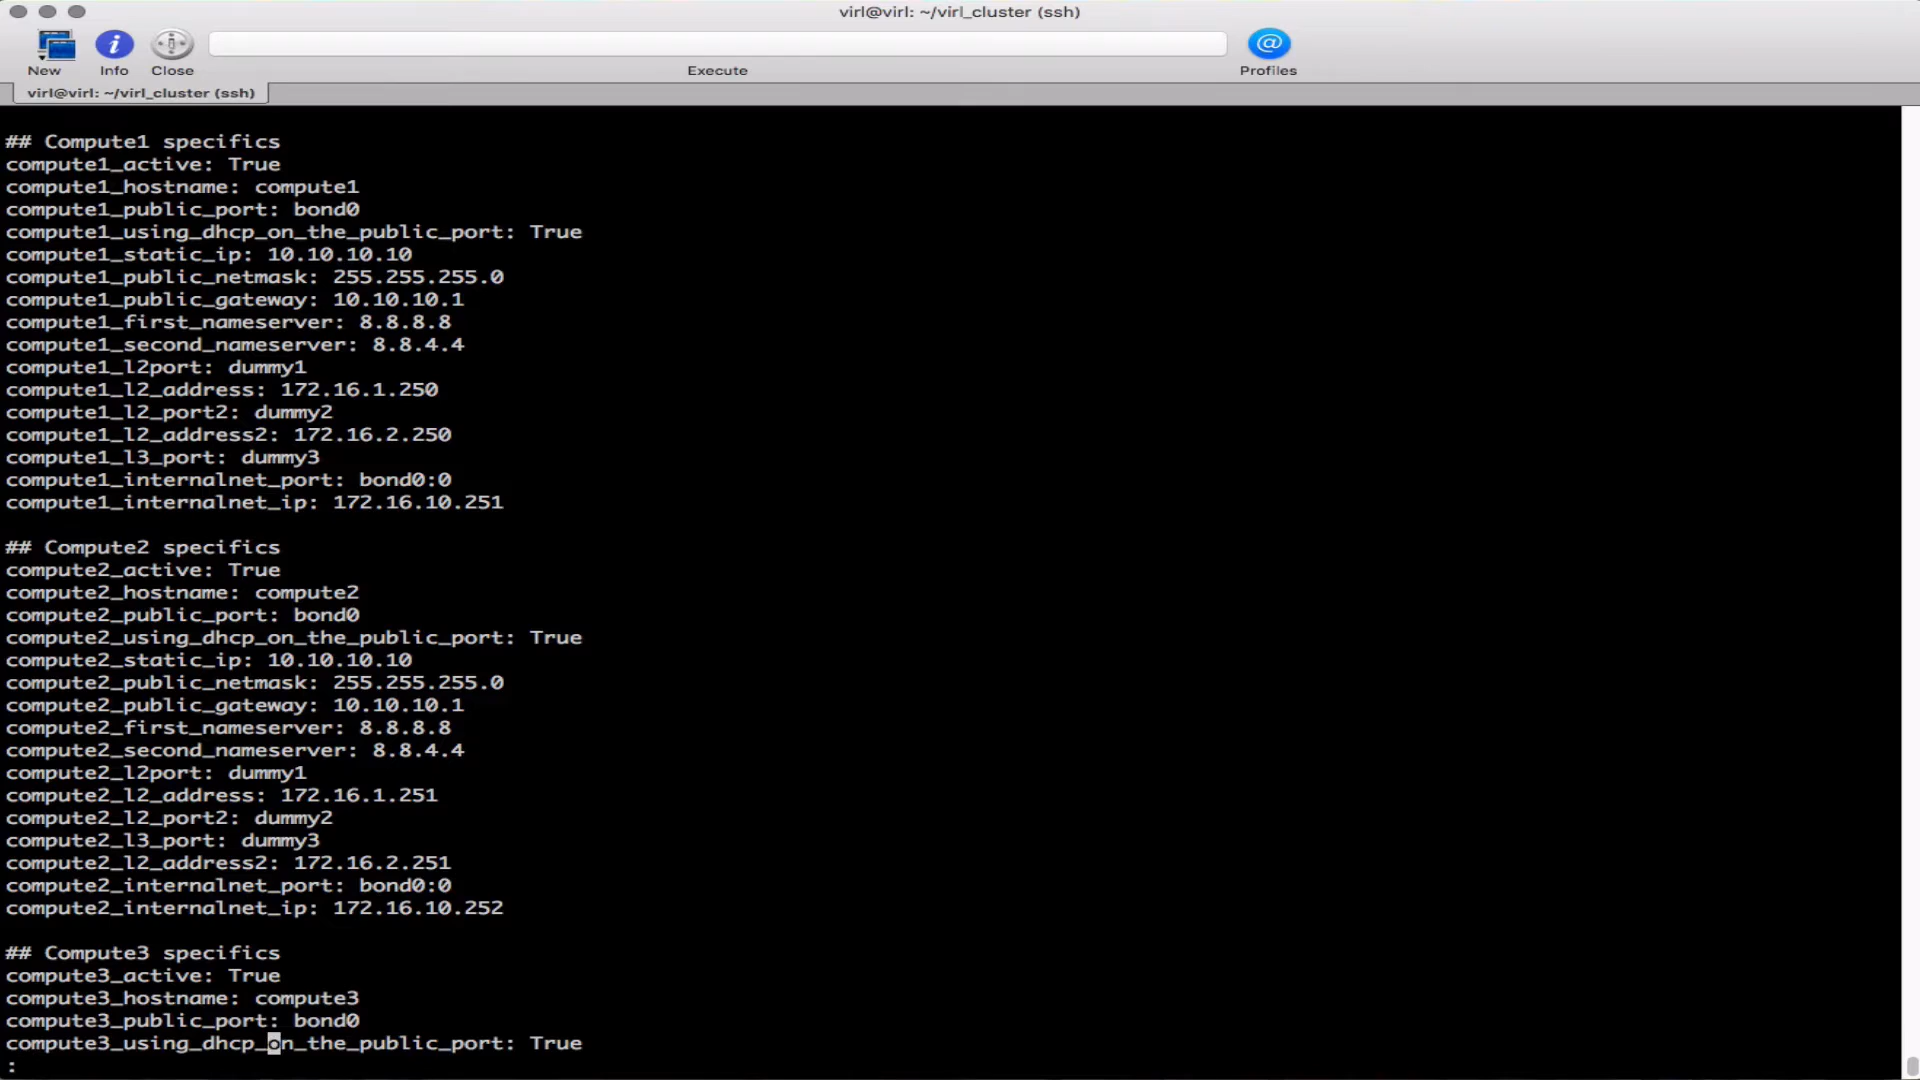 virl@virl: ~/virl_cluster (ssh)
New
Info
Close
Execute
@
Profiles
virl@virl: ~/virl_cluster (ssh)
## Compute1 specifics
compute1_active: True
compute1_hostname: compute1
compute1_public_port: bond0
compute1_using_dhcp_on_the_public_port: True
compute1_static_ip: 10.10.10.10
compute1_public_netmask: 255.255.255.0
compute1_public_gateway: 10.10.10.1
compute1_first_nameserver: 8.8.8.8
compute1_second_nameserver: 8.8.4.4
compute1_l2port: dummy1
compute1_l2_address: 172.16.1.250
compute1_l2_port2: dummy2
compute1_l2_address2: 172.16.2.250
compute1_l3_port: dummy3
compute1_internalnet_port: bond0:0
compute1_internalnet_ip: 172.16.10.251
## Compute2 specifics
compute2_active: True
compute2_hostname: compute2
compute2_public_port: bond0
compute2_using_dhcp_on_the_public_port: True
compute2_static_ip: 10.10.10.10
compute2_public_netmask: 255.255.255.0
compute2_public_gateway: 10.10.10.1
compute2_first_nameserver: 8.8.8.8
compute2_second_nameserver: 8.8.4.4
compute2_l2port: dummy1
compute2_l2_address: 172.16.1.251
compute2_l2_port2: dummy2
compute2_l3_port: dummy3
compute2_l2_address2: 172.16.2.251
compute2_internalnet_port: bond0:0
compute2_internalnet_ip: 172.16.10.252
## Compute3 specifics
compute3_active: True
compute3_hostname: compute3
compute3_public_port: bond0
compute3_using_dhcp_on_the_public_port: True
: